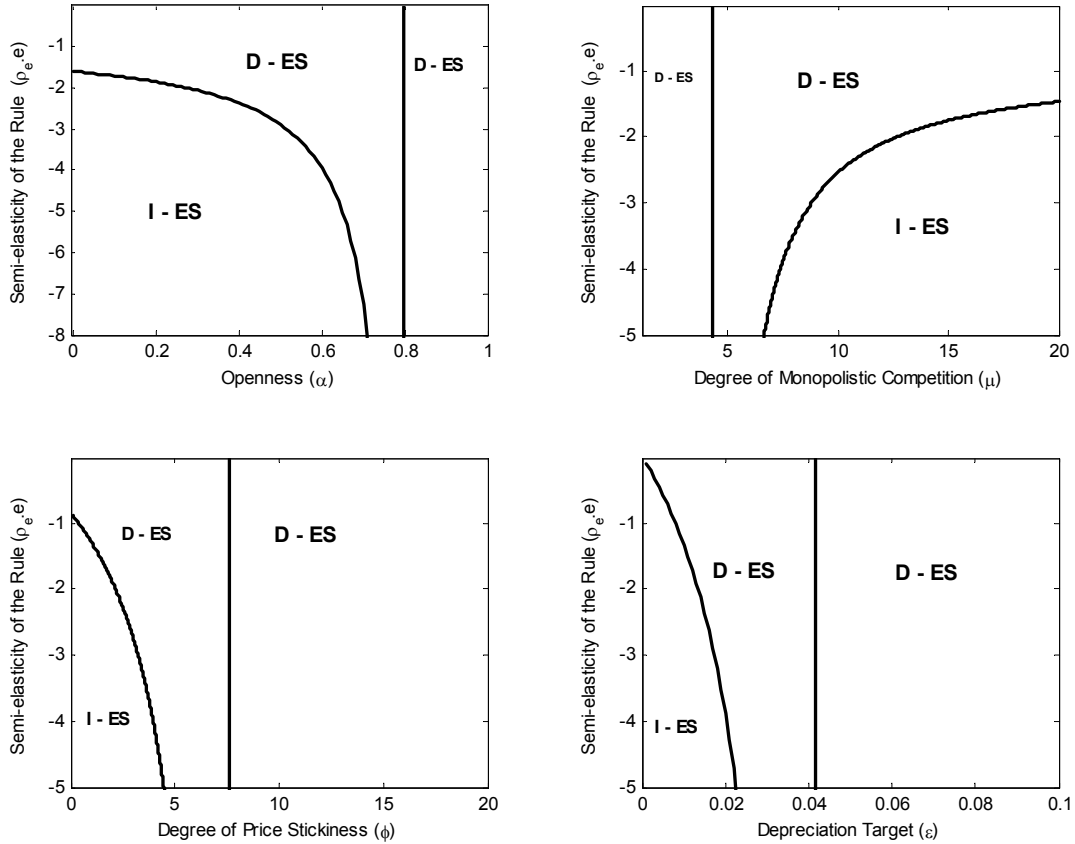 Semi-elasticity of the Rule (ρe.e)
-1
-2
-3
-4
-5
-6
-7
-8
D - ES
D - ES
I - ES
0
0.2
0.4
0.6
0.8
1
Openness (α)
Semi-elasticity of the Rule (ρe.e)
-1
-2
-3
-4
-5
D - ES
D - ES
I - ES
5
10
15
20
Degree of Monopolistic Competition (μ)
Semi-elasticity of the Rule (ρe.e)
-1
-2
-3
-4
-5
D - ES
D - ES
I - ES
0
5
10
15
20
Degree of Price Stickiness (ϕ)
Semi-elasticity of the Rule (ρe.e)
-1
-2
-3
-4
-5
D - ES
D - ES
I - ES
0
0.02
0.04
0.06
0.08
0.1
Depreciation Target (ε)